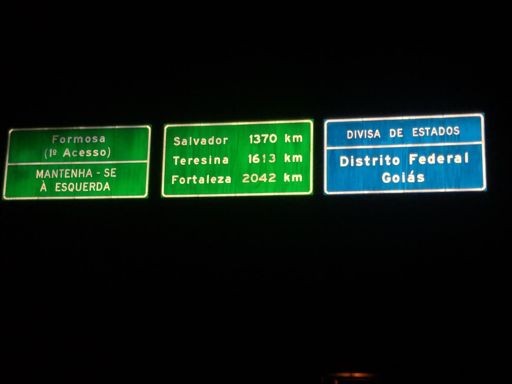 Formosa
(1º Acesso)
MANTENHA-SE
À ESQUERDA
Salvador 1370 km
Teresina 1613 km
Fortaleza 2042 km
DIVISA DE ESTADOS
Distrito Federal
Goiás